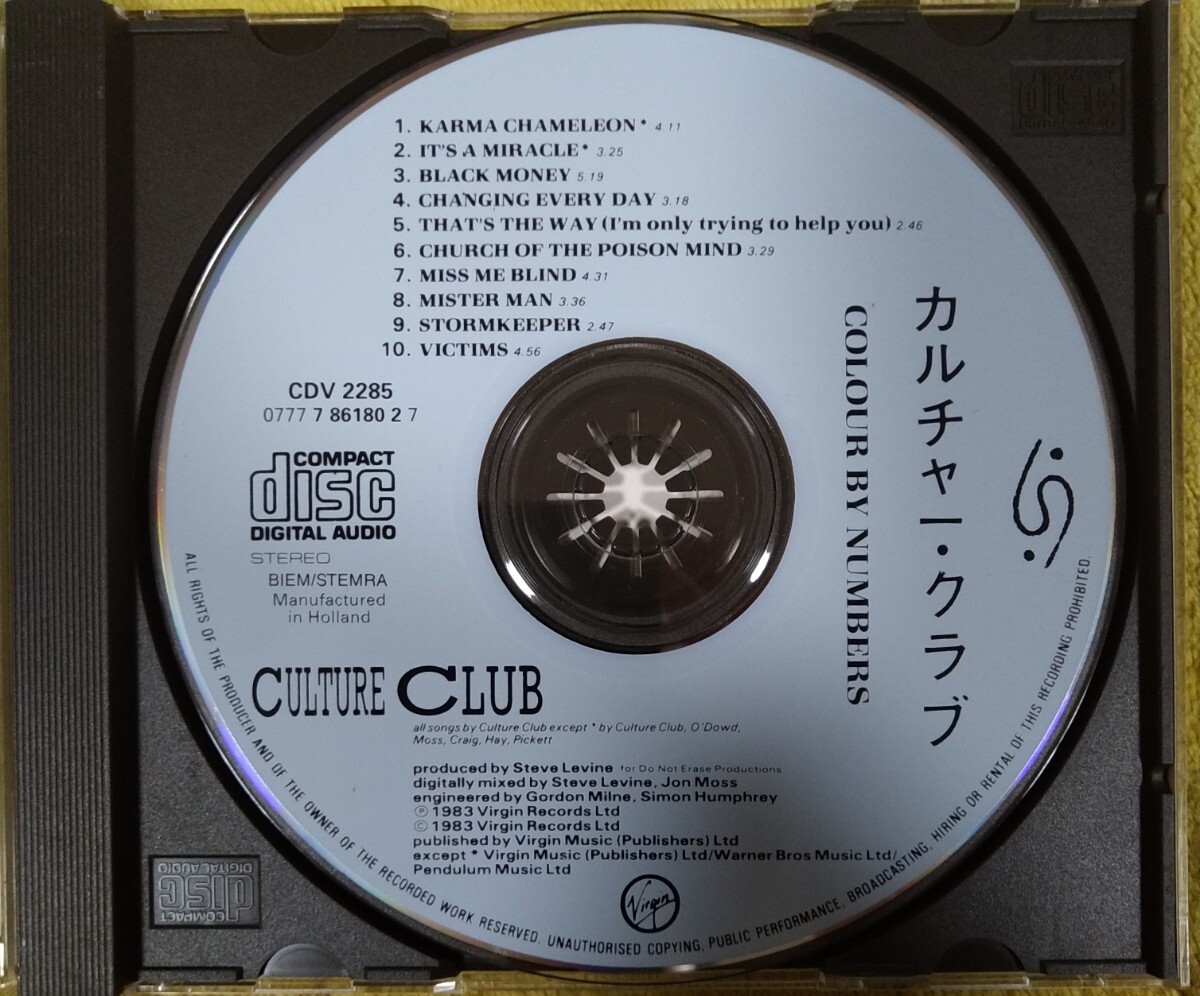 1. KARMA CHAMELEON* 4.11
2. IT'S A MIRACLE* 3.25
3. BLACK MONEY 5.19
4. CHANGING EVERY DAY 3.18
5. THAT'S THE WAY (I'm only trying to help you) 2.46
6. CHURCH OF THE POISON MIND 3.29
7. MISS ME BLIND 4.31
8. MISTER MAN 3.36
9. STORMKEEPER 2.47
10. VICTIMS 4.56
CDV 2285
0777 7 86180 2 7
COMPACT
disc
DIGITAL AUDIO
STEREO
BIEM/STEMRA
Manufactured
in Holland
カルチャー・クラブ
COLOUR BY NUMBERS
CULTURE CLUB
all songs by Culture Club except * by Culture Club, O'Dowd,
Moss, Craig, Hay, Pickett
produced by Steve Levine for Do Not Erase Productions
digitally mixed by Steve Levine, Jon Moss
engineered by Gordon Milne, Simon Humphrey
℗ 1983 Virgin Records Ltd
© 1983 Virgin Records Ltd
published by Virgin Music (Publishers) Ltd
except * Virgin Music (Publishers) Ltd/Warner Bros Music Ltd/
Pendulum Music Ltd
Virgin
ALL RIGHTS OF THE PRODUCER AND OF THE OWNER OF THE RECORDED WORK RESERVED. UNAUTHORISED COPYING, PUBLIC PERFORMANCE, BROADCASTING, HIRING OR RENTAL OF THIS RECORDING PROHIBITED.
disc
DIGITAL AUDIO
COMPACT
disc
DIGITAL AUDIO